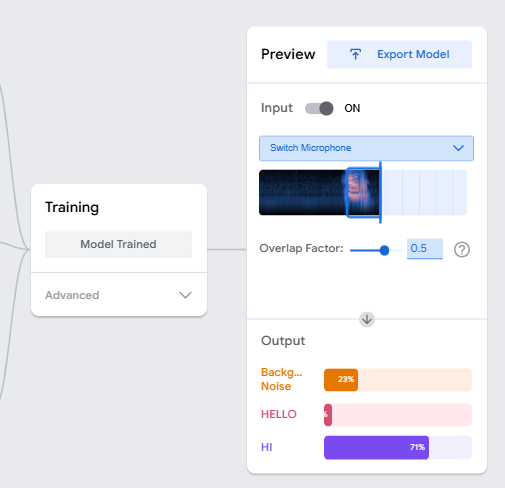 Preview
Export Model
Input
ON
Switch Microphone
Training
Model Trained
Overlap Factor:
0.5
?
Advanced
Output
Backg...
Noise
23%
HELLO
%
HI
71%